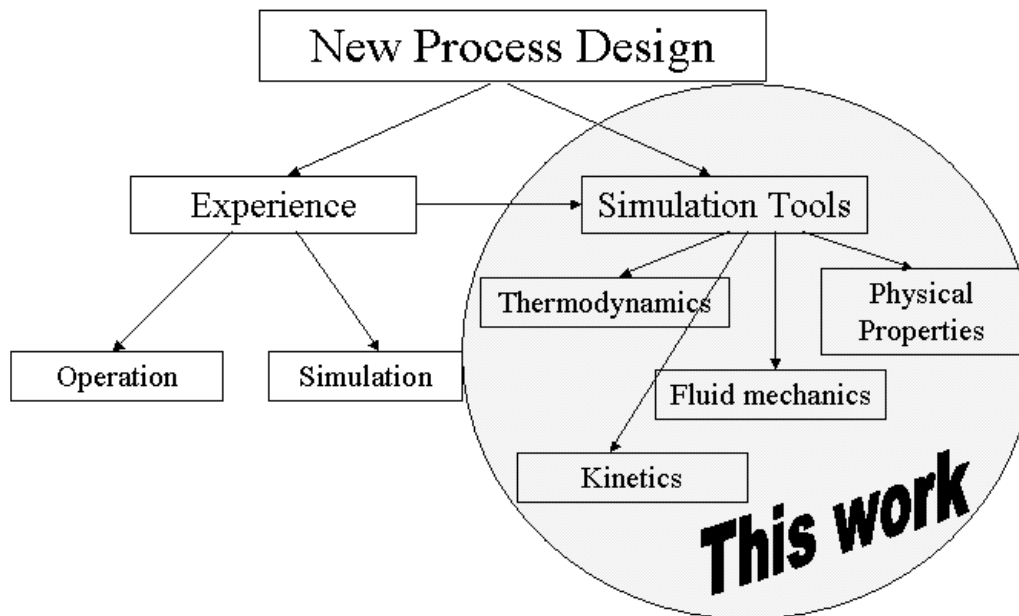 New Process Design
Experience
Simulation Tools
Thermodynamics
Physical
Properties
Operation
Simulation
Fluid mechanics
Kinetics
This work